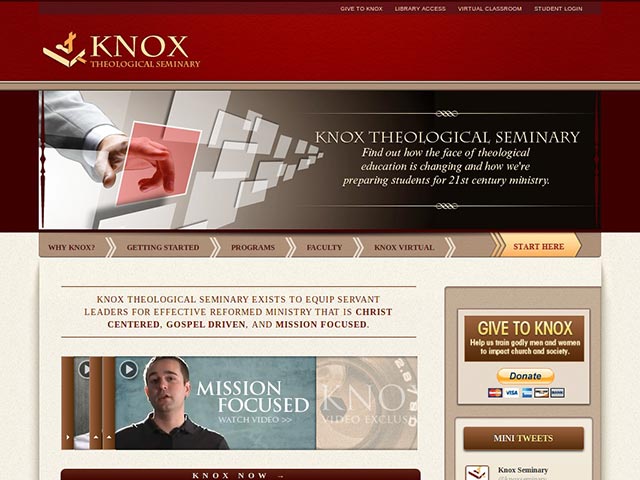 GIVE TO KNOX LIBRARY ACCESS VIRTUAL CLASSROOM STUDENT LOGIN
KNOX
THEOLOGICAL SEMINARY
KNOX THEOLOGICAL SEMINARY
Find out how the face of theological
education is changing and how we're
preparing students for 21st century ministry.
WHY KNOX? GETTING STARTED PROGRAMS FACULTY KNOX VIRTUAL START HERE
KNOX THEOLOGICAL SEMINARY EXISTS TO EQUIP SERVANT
LEADERS FOR EFFECTIVE REFORMED MINISTRY THAT IS CHRIST
CENTERED, GOSPEL DRIVEN, AND MISSION FOCUSED.
GIVE TO KNOX
Help us train godly men and women
to impact church and society.
Donate
VISA
MISSION
FOCUSED
WATCH VIDEO >>
KNOX
VIDEO EXCLUS
MINI TWEETS
KNOX NOW →
Knox Seminary
@knoxseminary